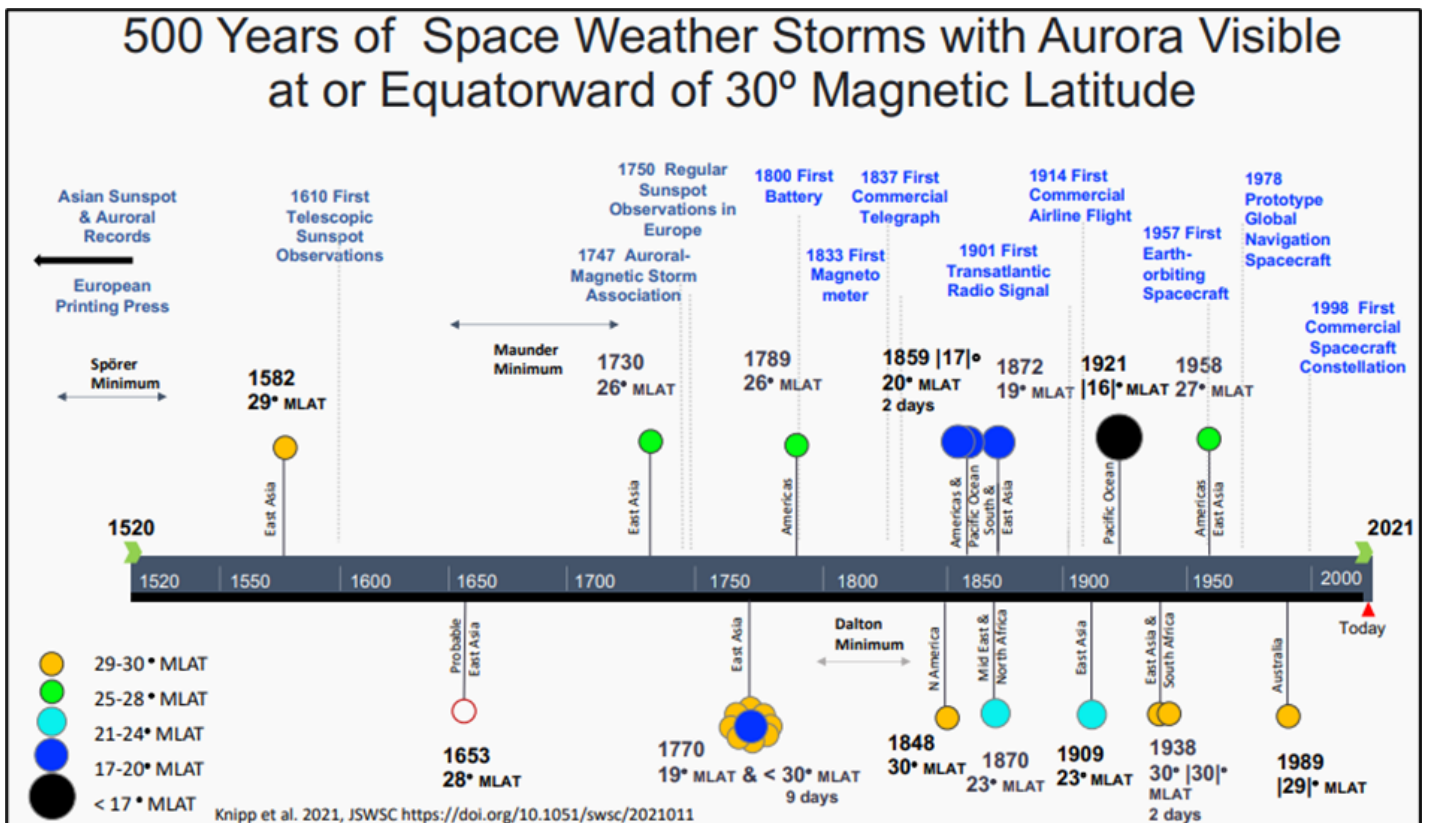 500 Years of Space Weather Storms with Aurora Visible
at or Equatorward of 30º Magnetic Latitude
Asian Sunspot
& Auroral
Records
European
Printing Press
1610 First
Telescopic
Sunspot
Observations
1750 Regular
Sunspot
Observations in
Europe
1747 Auroral-
Magnetic Storm
Association
1800 First
Battery
1837 First
Commercial
Telegraph
1833 First
Magneto
meter
1914 First
Commercial
Airline Flight
1901 First
Transatlantic
Radio Signal
1957 First
Earth-
orbiting
Spacecraft
1978
Prototype
Global
Navigation
Spacecraft
1998 First
Commercial
Spacecraft
Constellation
Spörer
Minimum
Maunder
Minimum
1582
29° MLAT
1730
26° MLAT
1789
26° MLAT
1859 |17|°
20° MLAT
2 days
1872
19° MLAT
1921
|16|° MLAT
1958
27° MLAT
East Asia
East Asia
Americas
Americas &
Pacific Ocean
South &
East Asia
Pacific Ocean
Americas
East Asia
1520
2021
1520 1550 1600 1650 1700 1750 1800 1850 1900 1950 2000
Today
Probable
East Asia
East Asia
Dalton
Minimum
N America
Mid East &
North Africa
East Asia
East Asia &
South Africa
Australia
1653
28° MLAT
1770
19° MLAT & < 30° MLAT
9 days
1848
30° MLAT
1870
23° MLAT
1909
23° MLAT
1938
30° |30|°
MLAT
2 days
1989
|29|° MLAT
29-30° MLAT
25-28° MLAT
21-24° MLAT
17-20° MLAT
< 17° MLAT
Knipp et al. 2021, JSWSC https://doi.org/10.1051/swsc/2021011